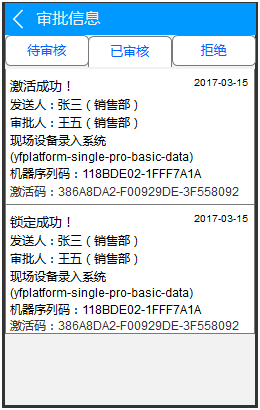 审批信息
待审核 已审核 拒绝
激活成功！ 2017-03-15
发送人：张三（销售部）
审批人：王五（销售部）
现场设备录入系统
(yfplatform-single-pro-basic-data)
机器序列码：118BDE02-1FFF7A1A
激活码：386A8DA2-F00929DE-3F558092
锁定成功！ 2017-03-15
发送人：张三（销售部）
审批人：王五（销售部）
现场设备录入系统
(yfplatform-single-pro-basic-data)
机器序列码：118BDE02-1FFF7A1A
激活码：386A8DA2-F00929DE-3F558092